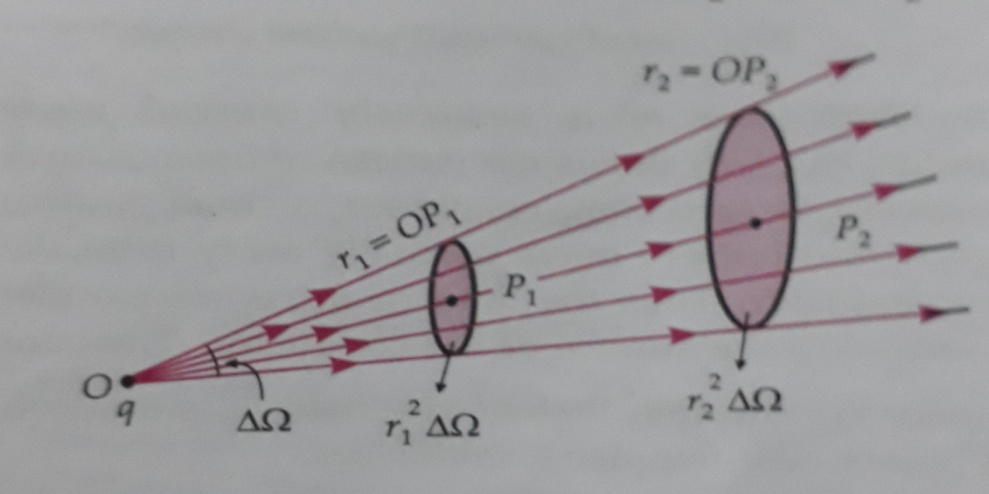 r₂ = OP₂
r₁ = OP₁
P₂
P₁
O
q
ΔΩ
r₁² ΔΩ
r₂² ΔΩ